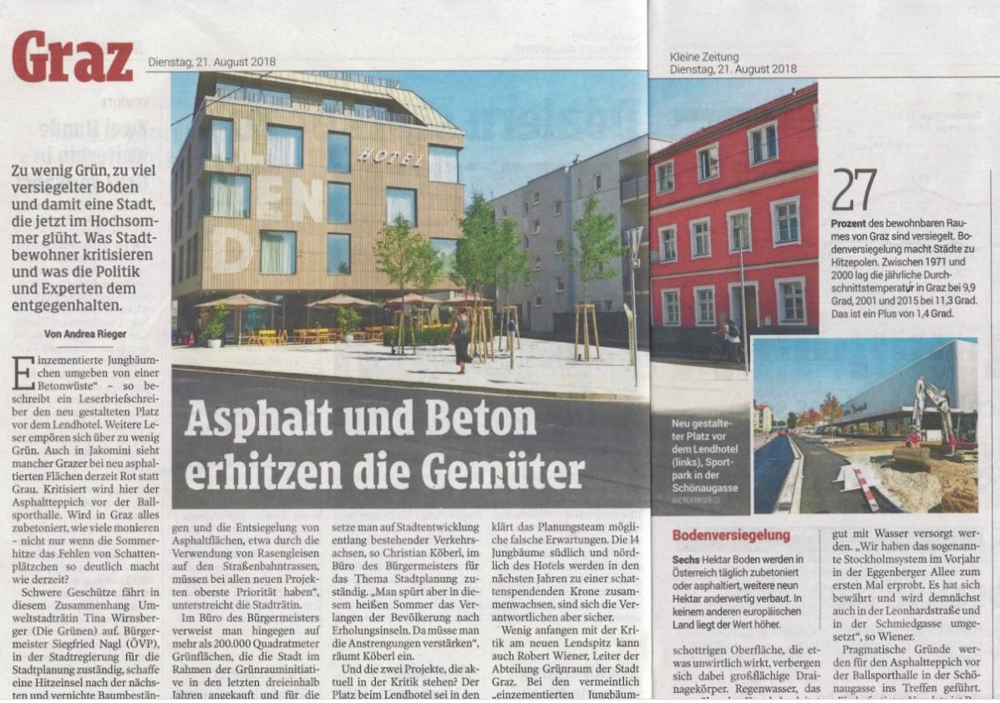 Graz
Dienstag, 21. August 2018
Kleine Zeitung
Dienstag, 21. August 2018
Zu wenig Grün, zu viel
versiegelter Boden
und damit eine Stadt,
die jetzt im Hochsom-
mer glüht. Was Stadt-
bewohner kritisieren
und was die Politik
und Experten dem
entgegenhalten.
Von Andrea Rieger
LEND
HOTEL
Asphalt und Beton
erhitzen die Gemüter
Neu gestalte-
ter Platz vor
dem Lendhotel
(links), Sport-
park in der
Schönaugasse
ANDREA RIEGER (2)
27
Prozent des bewohnbaren Rau-
mes von Graz sind versiegelt. Bo-
denversiegelung macht Städte zu
Hitzepolen. Zwischen 1971 und
2000 lag die jährliche Durch-
schnittstemperatur in Graz bei 9,9
Grad, 2001 und 2015 bei 11,3 Grad.
Das ist ein Plus von 1,4 Grad.
Einzementierte Jungbäum-
chen umgeben von einer
Betonwüste“ – so be-
schreibt ein Leserbriefschrei-
ber den neu gestalteten Platz
vor dem Lendhotel. Weitere Le-
ser empören sich über zu wenig
Grün. Auch in Jakomini sieht
mancher Grazer bei neu asphal-
tierten Flächen derzeit Rot statt
Grau. Kritisiert wird hier der
Asphaltteppich vor der Ball-
sporthalle. Wird in Graz alles
zubetoniert, wie viele monieren
– nicht nur wenn die Sommer-
hitze das Fehlen von Schatten-
plätzchen so deutlich macht
wie derzeit?
Schwere Geschütze fährt in
diesem Zusammenhang Um-
weltstadträtin Tina Wirnsber-
ger (Die Grünen) auf. Bürger-
meister Siegfried Nagl (ÖVP),
in der Stadtregierung für die
Stadtplanung zuständig, schaffe
eine Hitzeinsel nach der nächs-
ten und vernichte Baumbestän-
gen und die Entsiegelung von
Asphaltflächen, etwa durch die
Verwendung von Rasengleisen
auf den Straßenbahntrassen,
müssen bei allen neuen Projek-
ten oberste Priorität haben“,
unterstreicht die Stadträtin.
Im Büro des Bürgermeisters
verweist man hingegen auf
mehr als 200.000 Quadratmeter
Grünflächen, die die Stadt im
Rahmen der Grünrauminitiati-
ve in den letzten dreieinhalb
Jahren angekauft und für die
setze man auf Stadtentwicklung
entlang bestehender Verkehrs-
achsen, so Christian Köberl, im
Büro des Bürgermeisters für
das Thema Stadtplanung zu-
ständig. „Man spürt aber in die-
sem heißen Sommer das Ver-
langen der Bevölkerung nach
Erholungsinseln. Da müsse man
die Anstrengungen verstärken“,
räumt Köberl ein.
Und die zwei Projekte, die ak-
tuell in der Kritik stehen? Der
Platz beim Lendhotel sei in den
klärt das Planungsteam mögli-
che falsche Erwartungen. Die 14
Jungbäume südlich und nörd-
lich des Hotels werden in den
nächsten Jahren zu einer schat-
tenspendenden Krone zusam-
menwachsen, sind sich die Ver-
antwortlichen aber sicher.
Wenig anfangen mit der Kri-
tik am neuen Lendspitz kann
auch Robert Wiener, Leiter der
Abteilung Grünraum der Stadt
Graz. Bei den vermeintlich
„einzementierten Jungbäum-
Bodenversiegelung
Sechs Hektar Boden werden in
Österreich täglich zubetoniert
oder asphaltiert, weitere neun
Hektar anderwertig verbaut. In
keinem anderen europäischen
Land liegt der Wert höher.
schottrigen Oberfläche, die et-
was unwirtlich wirkt, verbergen
sich dabei großflächige Drai-
nagekörper. Regenwasser, das
gut mit Wasser versorgt wer-
den. „Wir haben das sogenann-
te Stockholmsystem im Vorjahr
in der Eggenberger Allee zum
ersten Mal erprobt. Es hat sich
bewährt und wird demnächst
auch in der Leonhardstraße und
in der Schmiedgasse umge-
setzt“, so Wiener.
Pragmatische Gründe wer-
den für den Asphaltteppich vor
der Ballsporthalle in der Schö-
naugasse ins Treffen geführt.